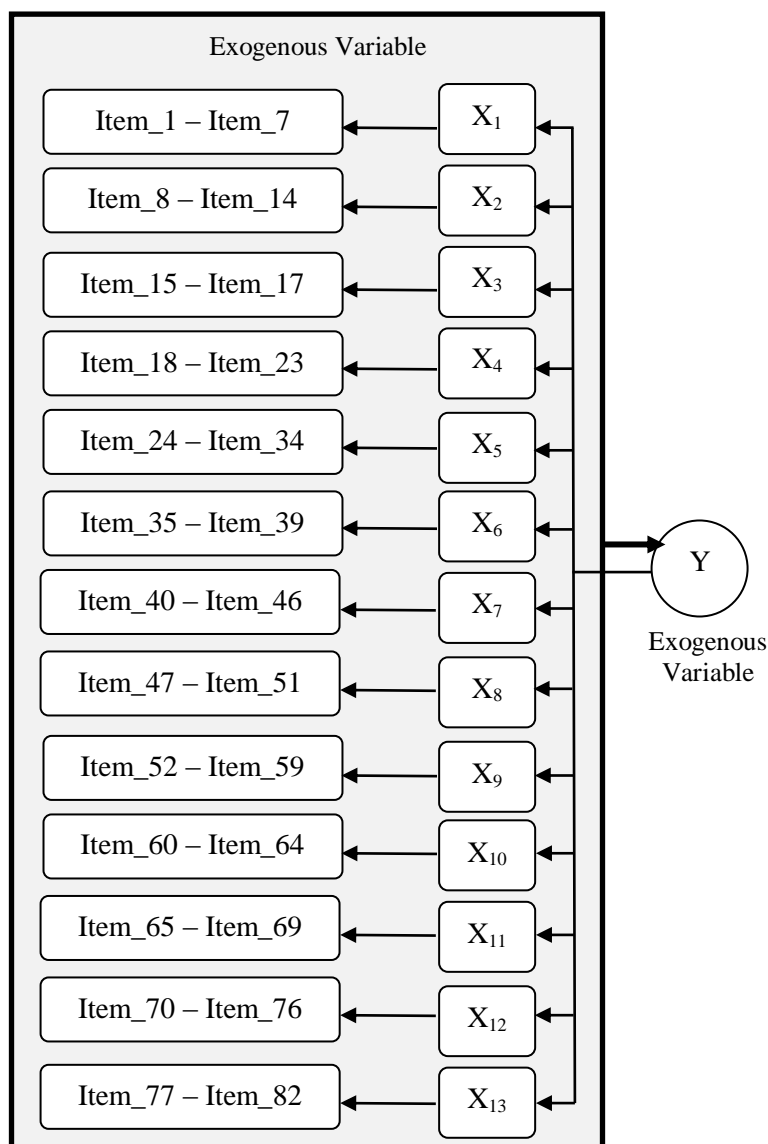 Exogenous Variable
Item_1 – Item_7
X₁
Item_8 – Item_14
X₂
Item_15 – Item_17
X₃
Item_18 – Item_23
X₄
Item_24 – Item_34
X₅
Item_35 – Item_39
X₆
Item_40 – Item_46
X₇
Item_47 – Item_51
X₈
Item_52 – Item_59
X₉
Item_60 – Item_64
X₁₀
Item_65 – Item_69
X₁₁
Item_70 – Item_76
X₁₂
Item_77 – Item_82
X₁₃
Y
Exogenous
Variable